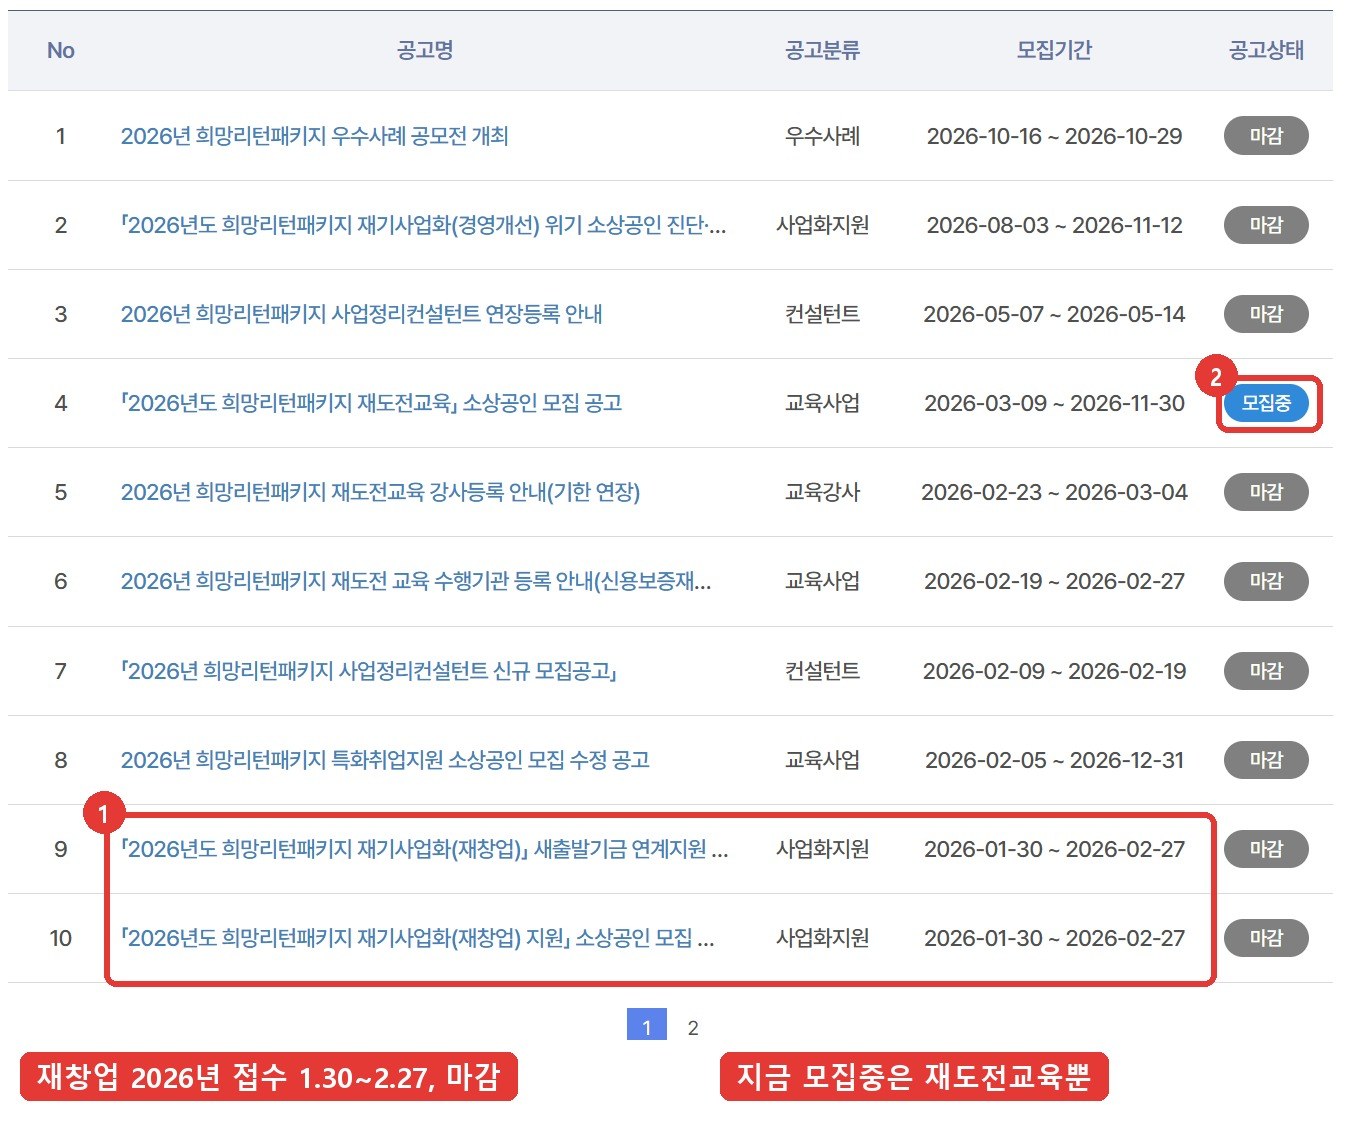 No 공고명 공고분류 모집기간 공고상태
1 2026년 희망리턴패키지 우수사례 공모전 개최 우수사례 2026-10-16 ~ 2026-10-29 마감
2 「2026년도 희망리턴패키지 재기사업화(경영개선) 위기 소상공인 진단·... 사업화지원 2026-08-03 ~ 2026-11-12 마감
3 2026년 희망리턴패키지 사업정리컨설턴트 연장등록 안내 컨설턴트 2026-05-07 ~ 2026-05-14 마감
2
4 「2026년도 희망리턴패키지 재도전교육」 소상공인 모집 공고 교육사업 2026-03-09 ~ 2026-11-30 모집중
5 2026년 희망리턴패키지 재도전교육 강사등록 안내(기한 연장) 교육강사 2026-02-23 ~ 2026-03-04 마감
6 2026년 희망리턴패키지 재도전 교육 수행기관 등록 안내(신용보증재... 교육사업 2026-02-19 ~ 2026-02-27 마감
7 「2026년 희망리턴패키지 사업정리컨설턴트 신규 모집공고」 컨설턴트 2026-02-09 ~ 2026-02-19 마감
8 2026년 희망리턴패키지 특화취업지원 소상공인 모집 수정 공고 교육사업 2026-02-05 ~ 2026-12-31 마감
1
9 「2026년도 희망리턴패키지 재기사업화(재창업)」 새출발기금 연계지원 ... 사업화지원 2026-01-30 ~ 2026-02-27 마감
10 「2026년도 희망리턴패키지 재기사업화(재창업) 지원」 소상공인 모집 ... 사업화지원 2026-01-30 ~ 2026-02-27 마감
1 2
재창업 2026년 접수 1.30~2.27, 마감 지금 모집중은 재도전교육뿐